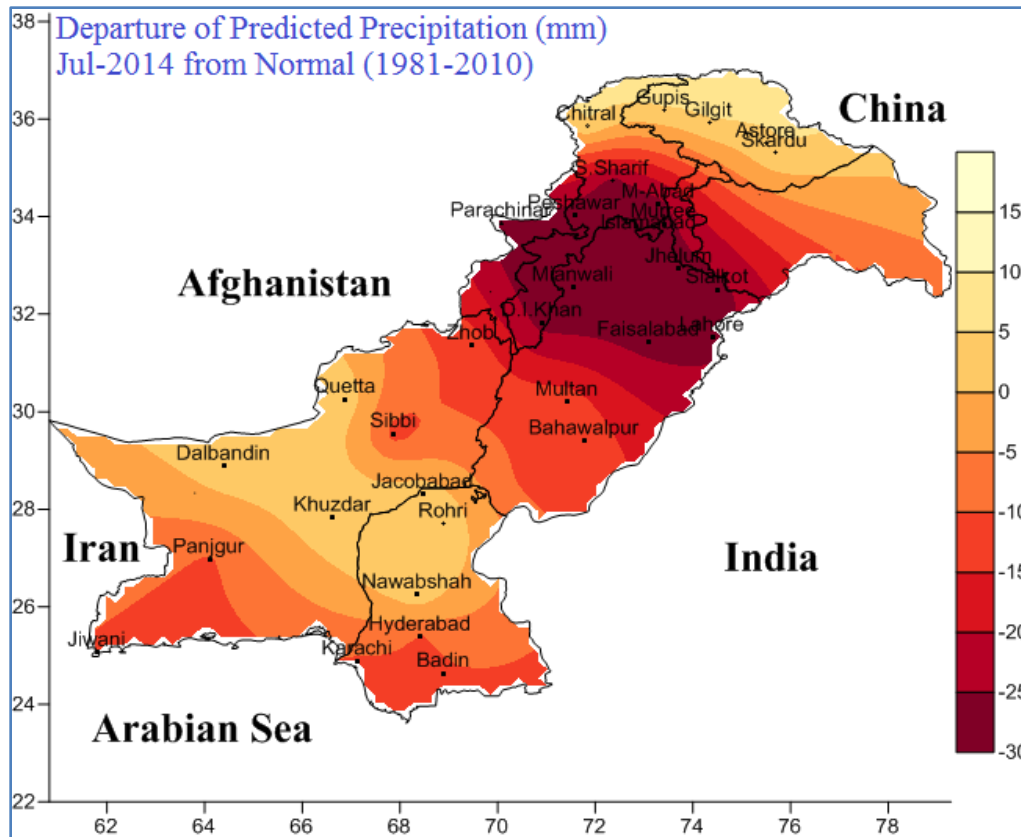 Departure of Predicted Precipitation (mm)
Jul-2014 from Normal (1981-2010)
38
36
34
32
30
28
26
24
22
62
64
66
68
70
72
74
76
78
China
Afghanistan
Iran
India
Arabian Sea
Gupis
Chitral
Gilgit
Astore
Skardu
S.Sharif
M-Abad
Peshawar
Parachinar
Murree
Islamabad
Jhelum
Mianwali
Sialkot
D.I.Khan
Zhob
Faisalabad
Lahore
Quetta
Multan
Sibbi
Bahawalpur
Dalbandin
Jacobabad
Khuzdar
Rohri
Panjgur
Nawabshah
Hyderabad
Jiwani
Karachi
Badin
15
10
5
0
-5
-10
-15
-20
-25
-30